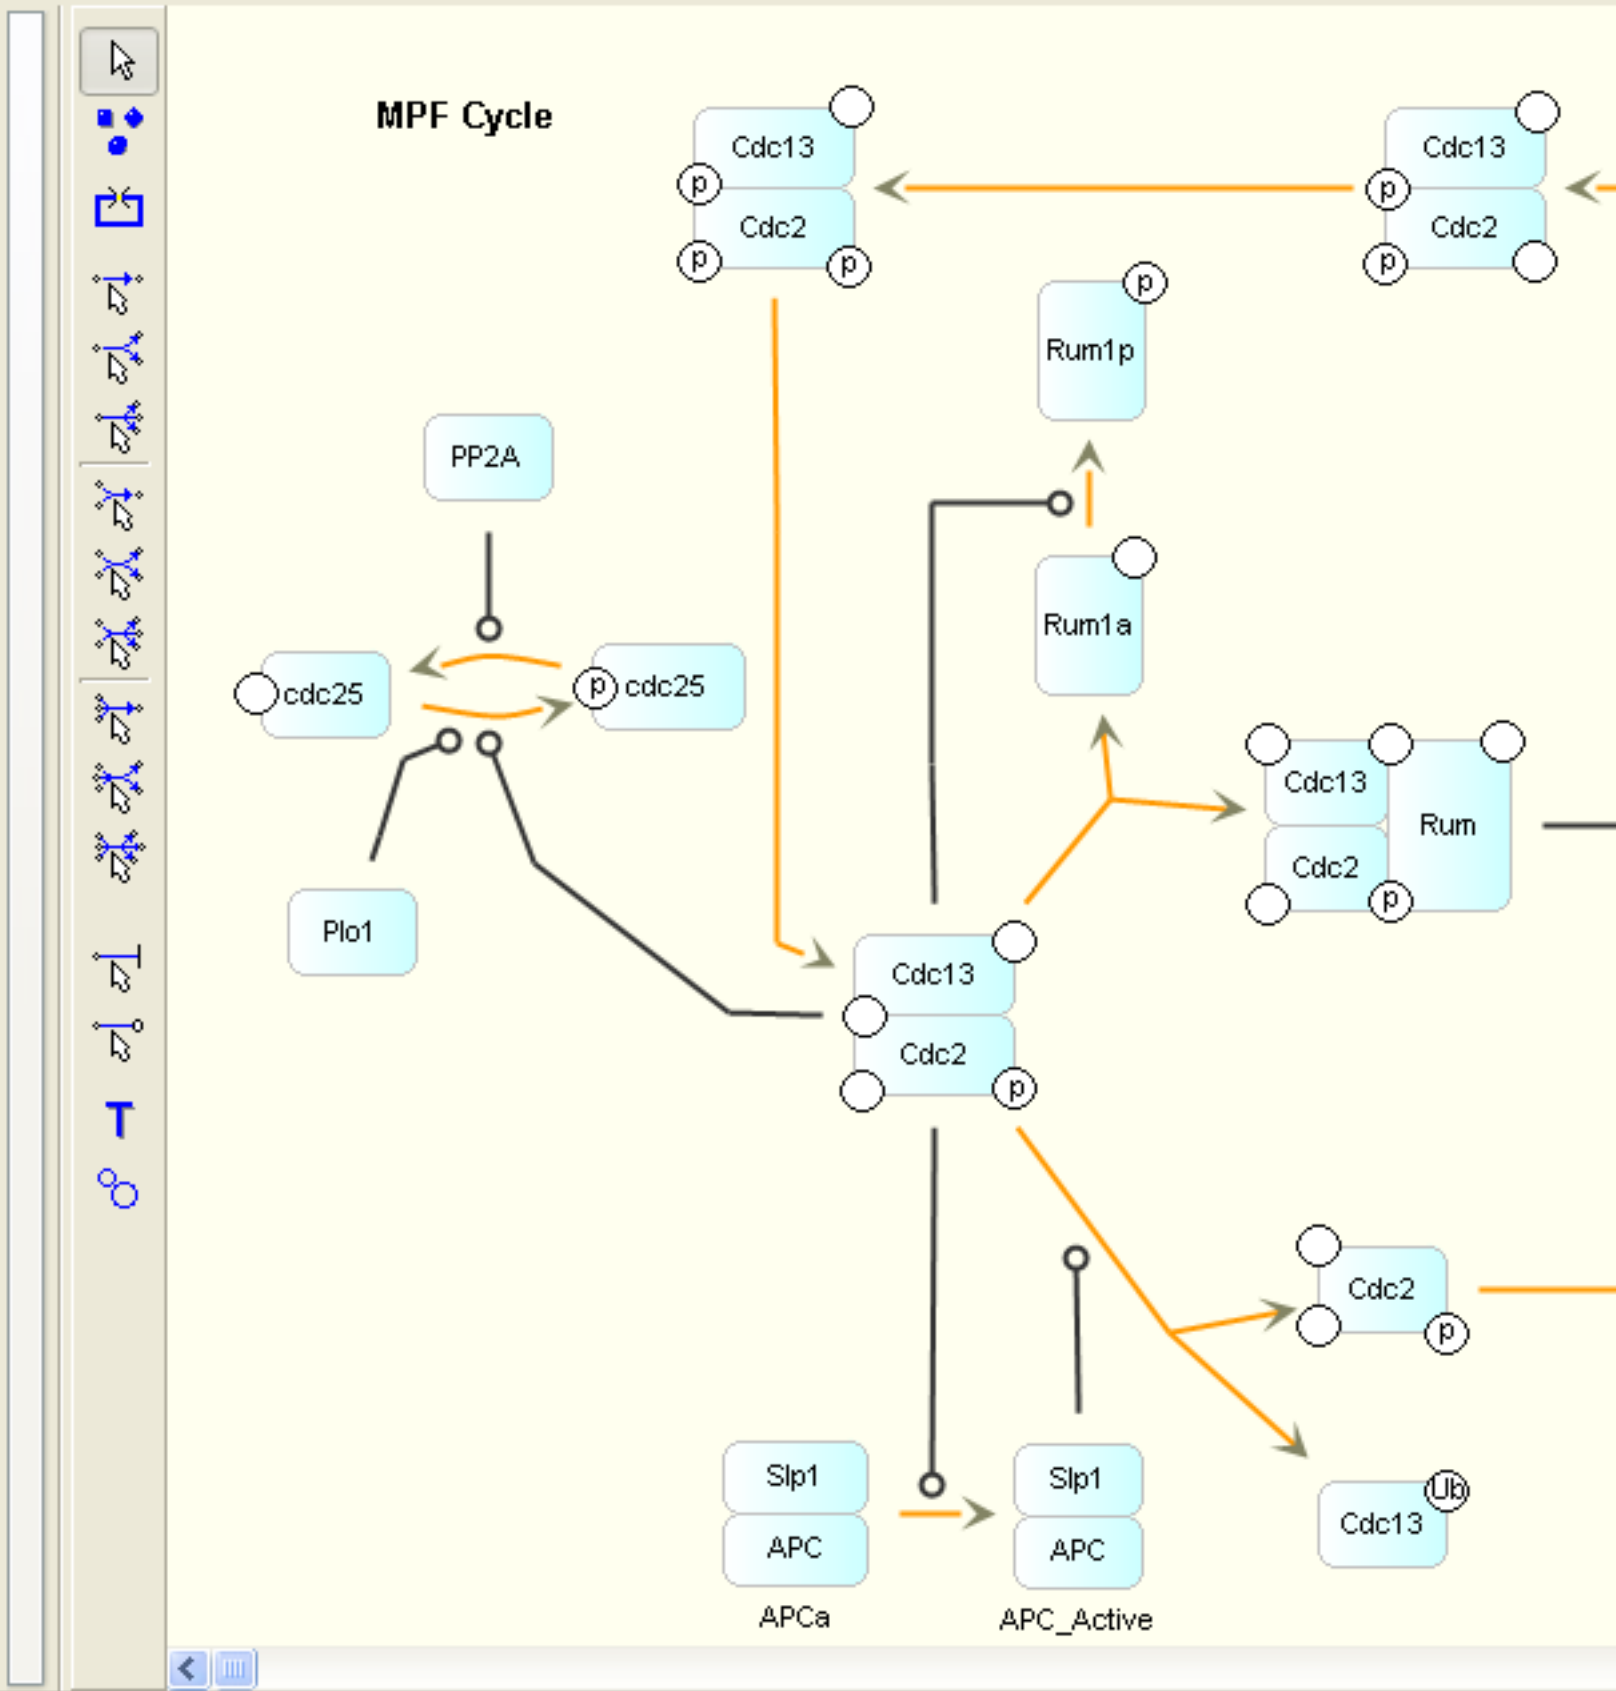 MPF Cycle
Cdc13
p
Cdc2
p
p
Cdc13
p
Cdc2
p
p
Rum1p
PP2A
Rum1a
cdc25
p
cdc25
Cdc13
Rum
Cdc2
p
Plo1
Cdc13
Cdc2
p
Cdc2
p
Slp1
APC
APCa
Slp1
APC
APC_Active
Ub
Cdc13
T